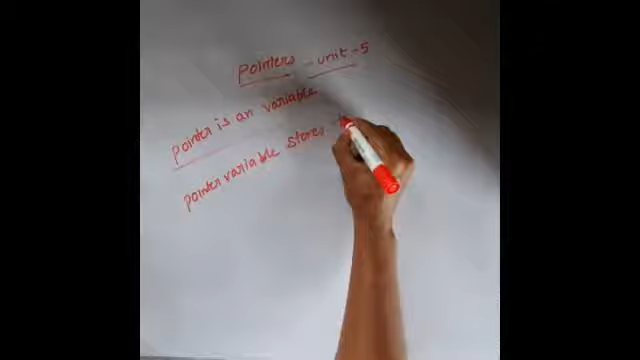 Pointers - unit - 5
pointer is an variable
pointer variable stores